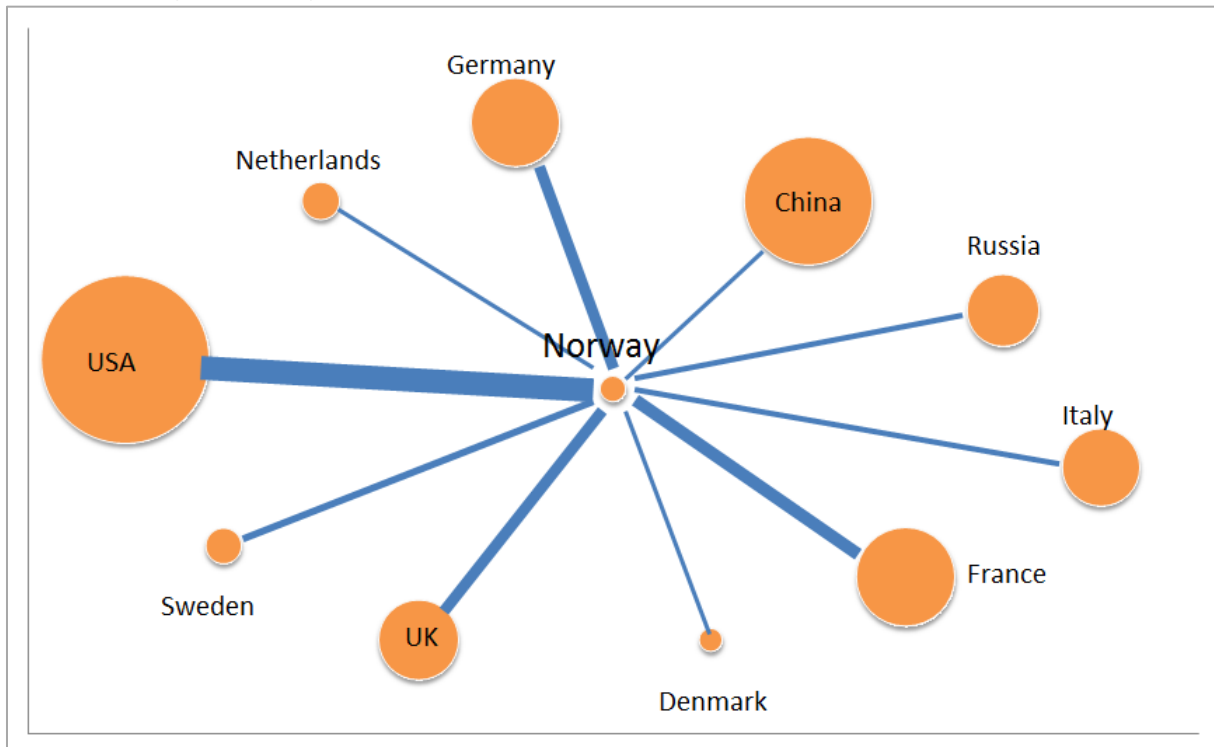 Germany
Netherlands
China
Russia
Norway
USA
Italy
France
Sweden
UK
Denmark